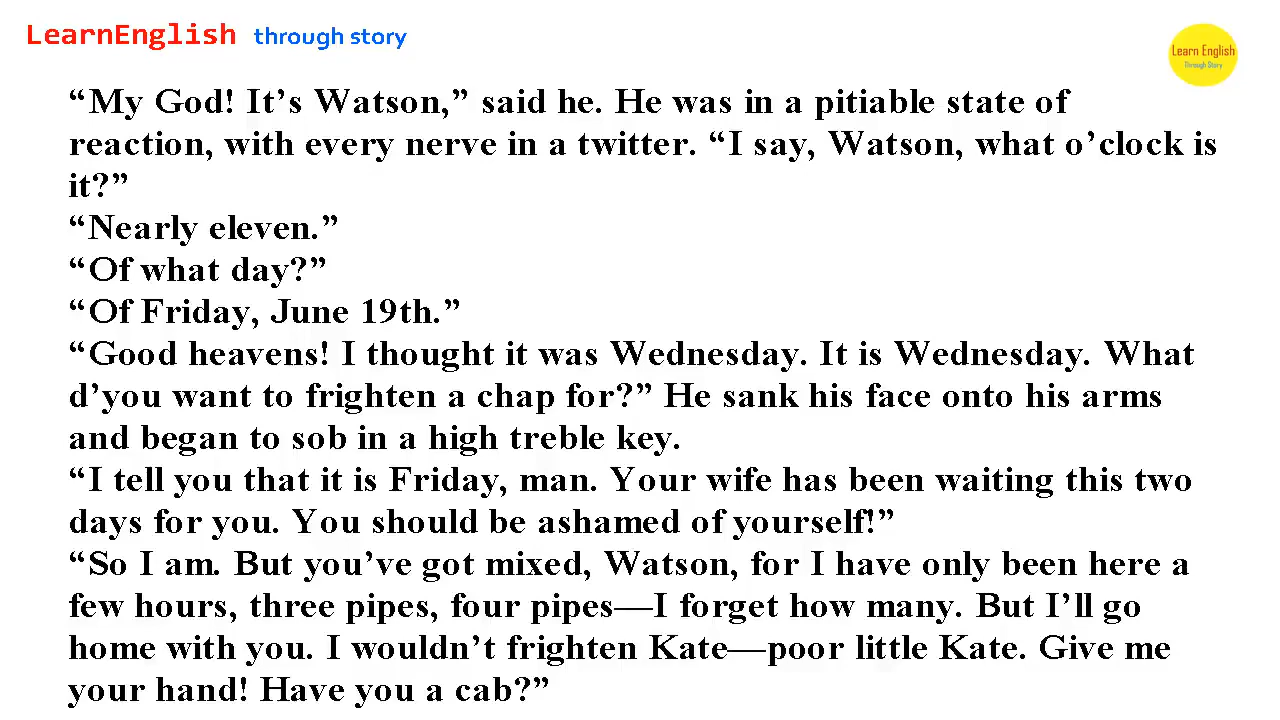 LearnEnglish through story
Learn English
Through Story
“My God! It’s Watson,” said he. He was in a pitiable state of
reaction, with every nerve in a twitter. “I say, Watson, what o’clock is
it?”
“Nearly eleven.”
“Of what day?”
“Of Friday, June 19th.”
“Good heavens! I thought it was Wednesday. It is Wednesday. What
d’you want to frighten a chap for?” He sank his face onto his arms
and began to sob in a high treble key.
“I tell you that it is Friday, man. Your wife has been waiting this two
days for you. You should be ashamed of yourself!”
“So I am. But you’ve got mixed, Watson, for I have only been here a
few hours, three pipes, four pipes—I forget how many. But I’ll go
home with you. I wouldn’t frighten Kate—poor little Kate. Give me
your hand! Have you a cab?”